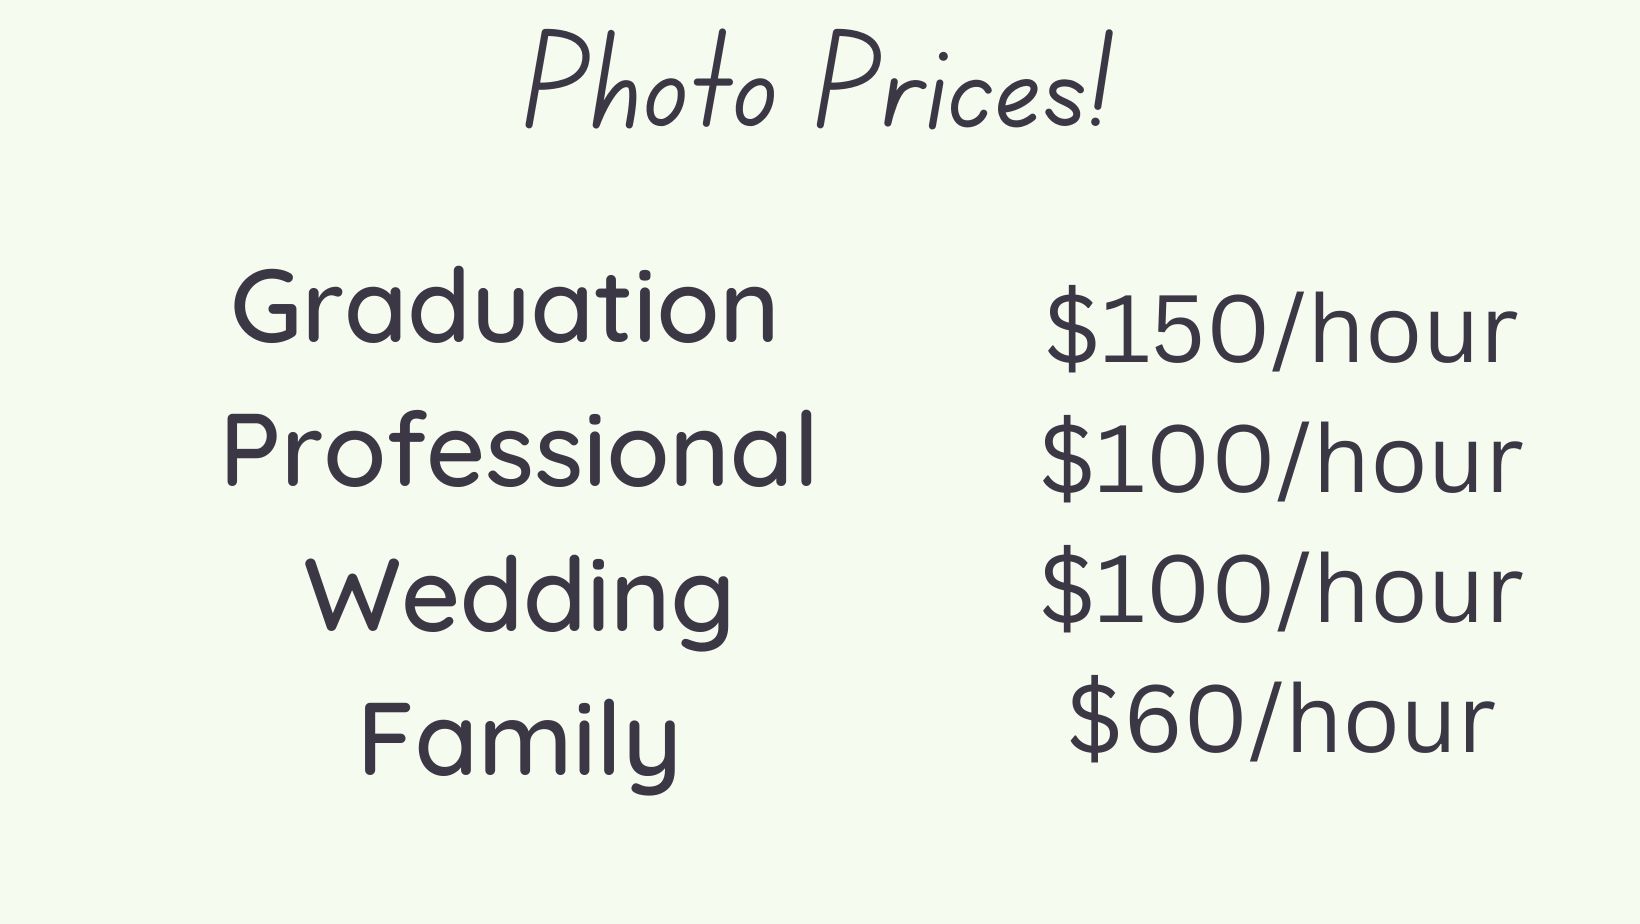 Photo Prices!
Graduation $150/hour
Professional $100/hour
Wedding $100/hour
Family $60/hour